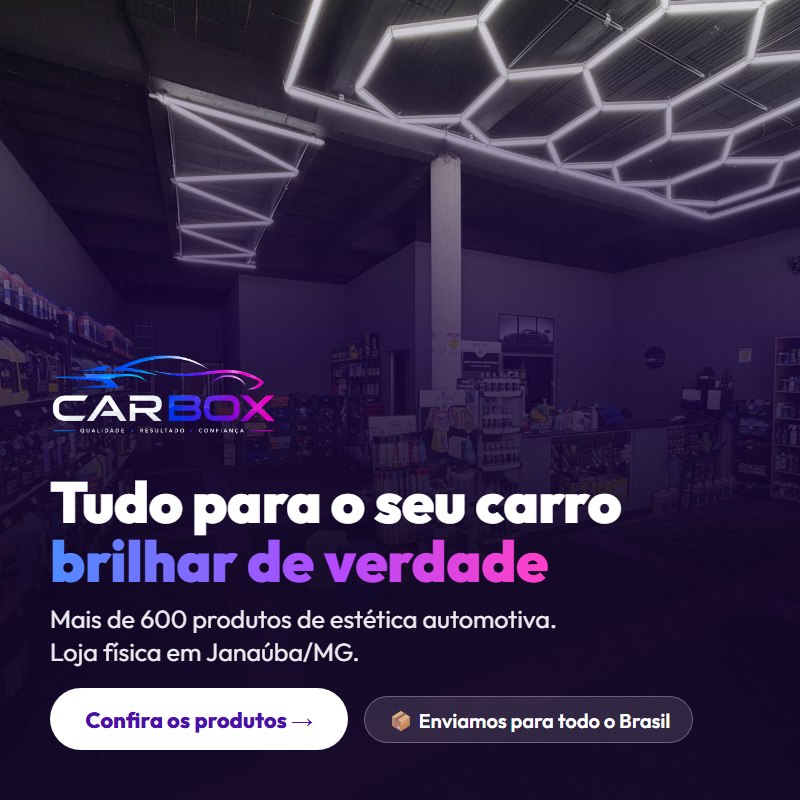 CARBOX
QUALIDADE · RESULTADO · CONFIANÇA
Tudo para o seu carro
brilhar de verdade
Mais de 600 produtos de estética automotiva.
Loja física em Janaúba/MG.
Confira os produtos →
📦 Enviamos para todo o Brasil